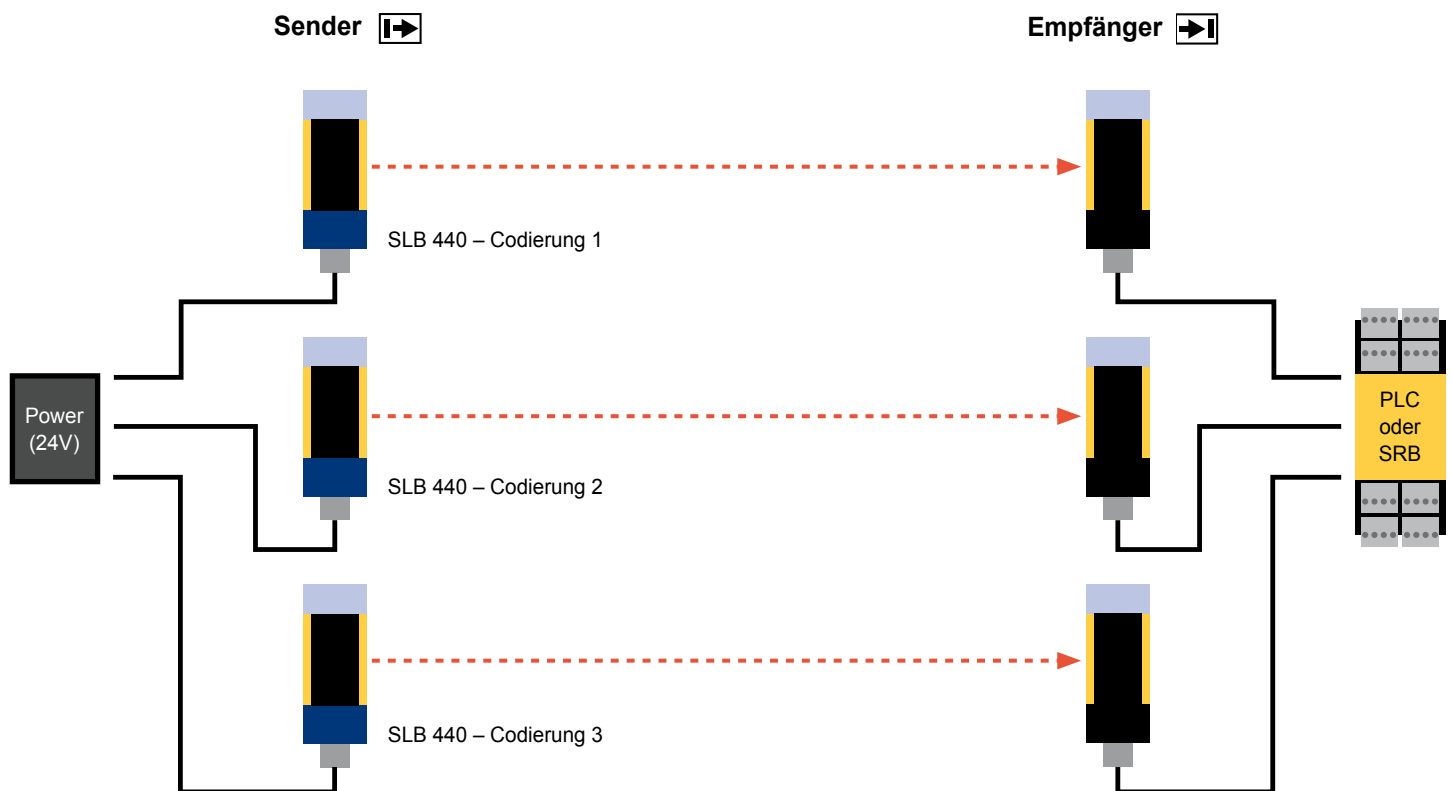 Sender
Empfänger
SLB 440 – Codierung 1
Power
(24V)
SLB 440 – Codierung 2
PLC
oder
SRB
SLB 440 – Codierung 3